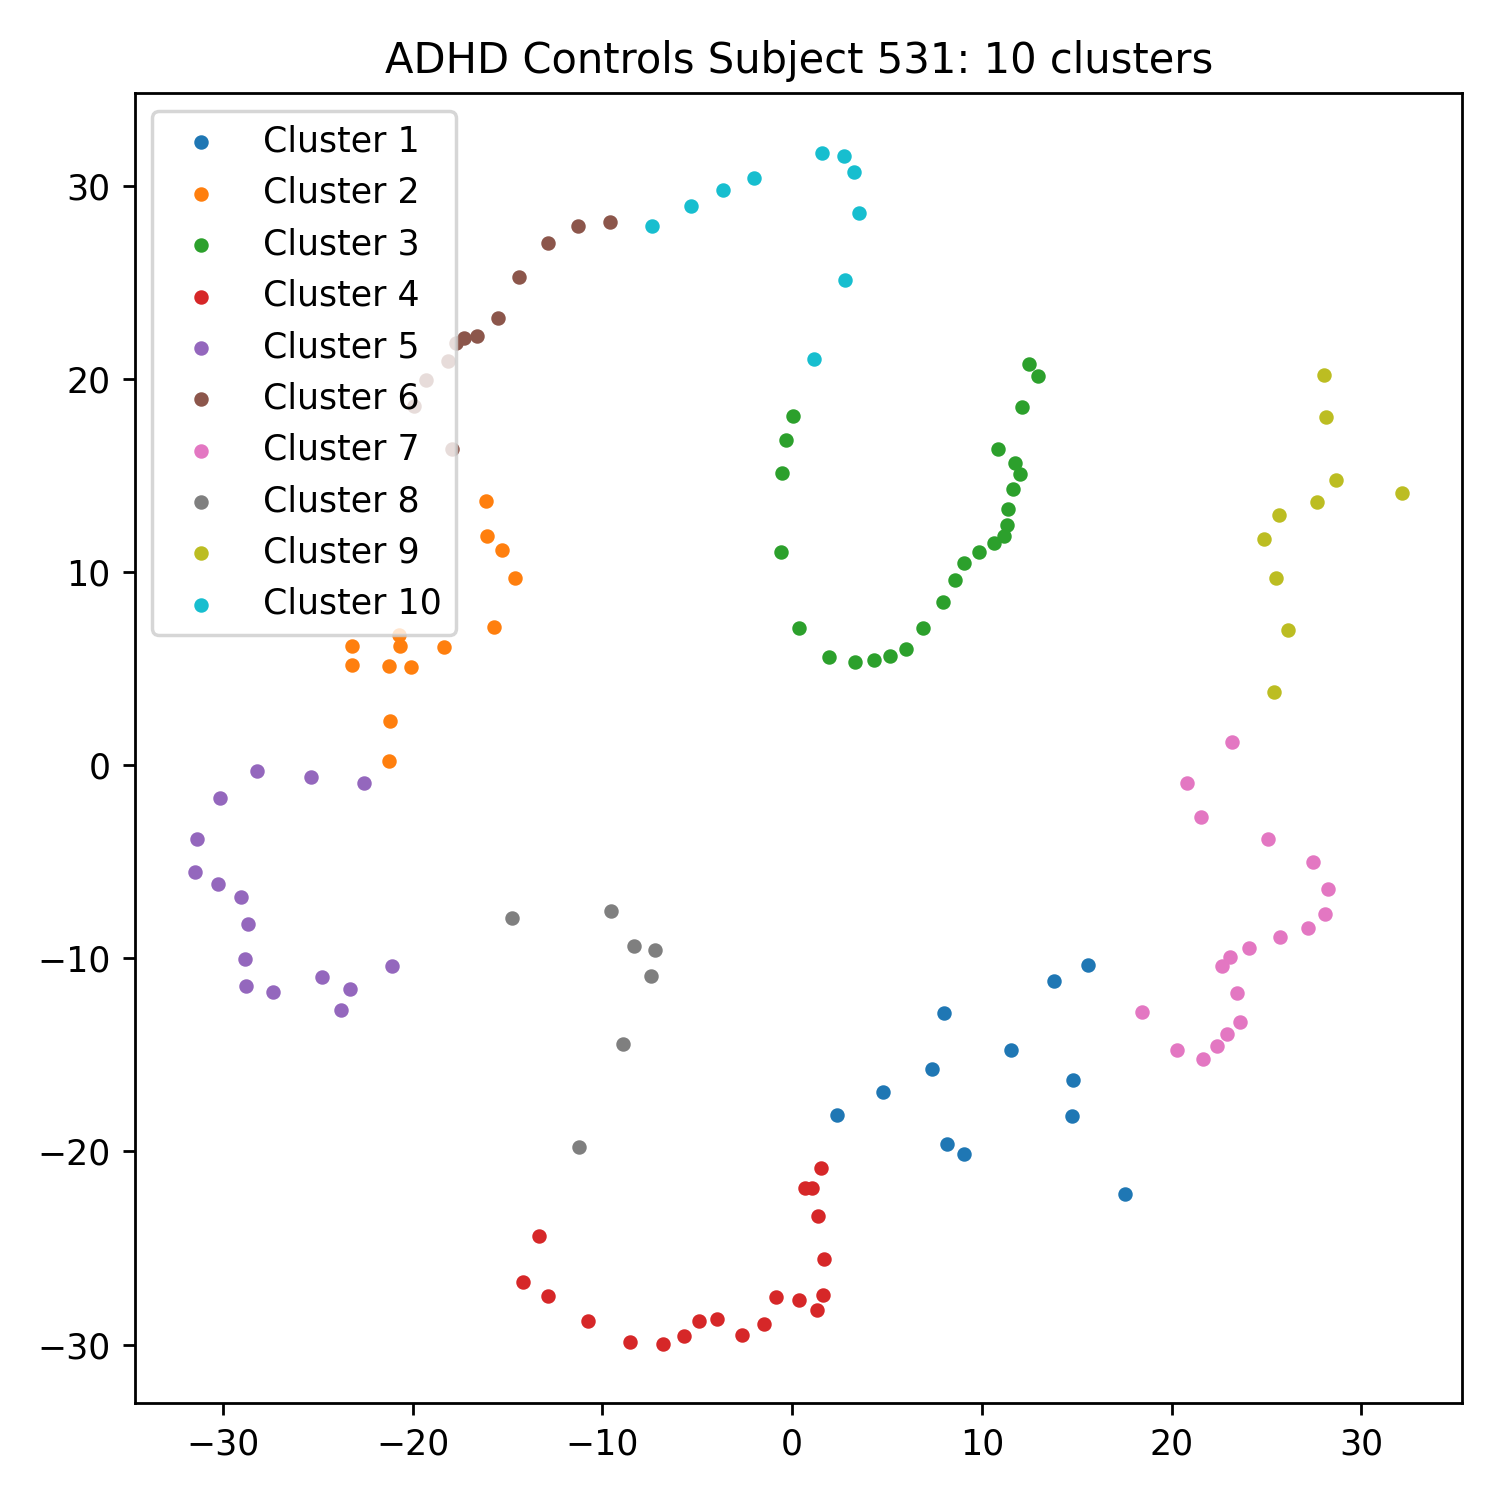 ADHD Controls Subject 531: 10 clusters
Cluster 1
Cluster 2
Cluster 3
Cluster 4
Cluster 5
Cluster 6
Cluster 7
Cluster 8
Cluster 9
Cluster 10
30
20
10
0
−10
−20
−30
−30 −20 −10 0 10 20 30